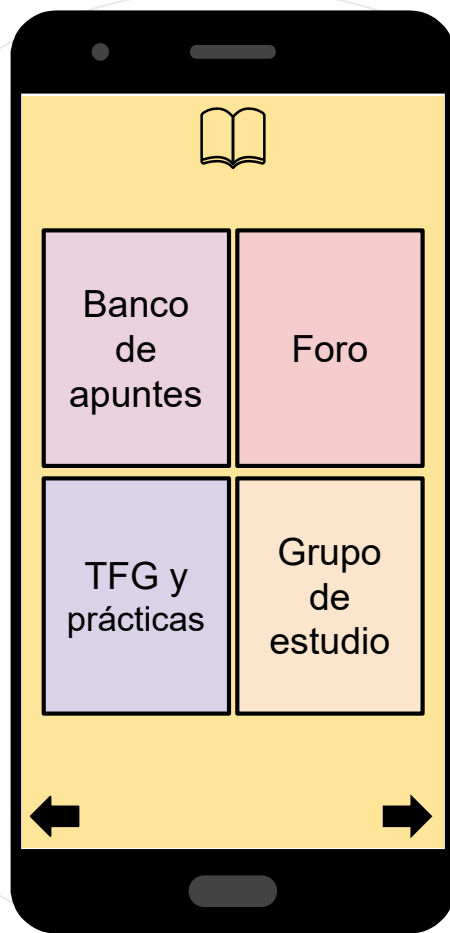 Banco
de
apuntes
Foro
TFG y
prácticas
Grupo
de
estudio